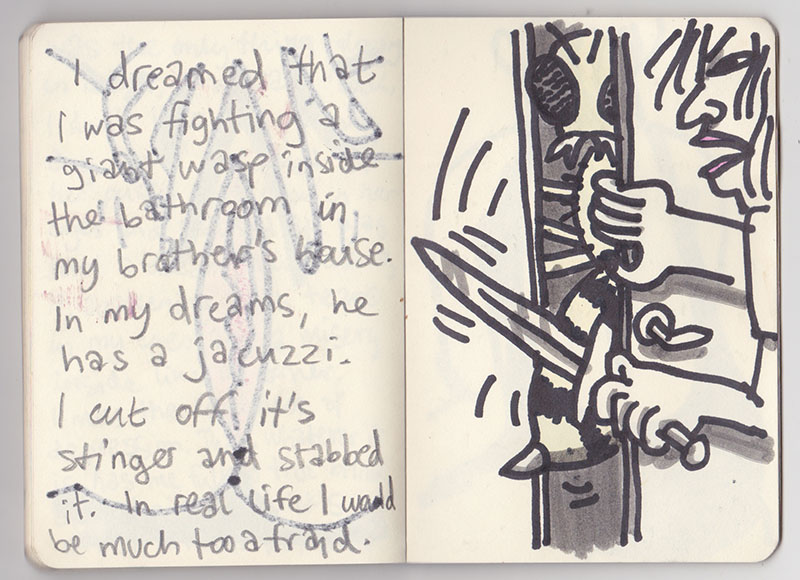 I dreamed that
I was fighting a
giant wasp inside
the bathroom in
my brother's house.
In my dreams, he
has a jacuzzi.
I cut off it's
stinger and stabbed
it. In real life I would
be much too afraid.